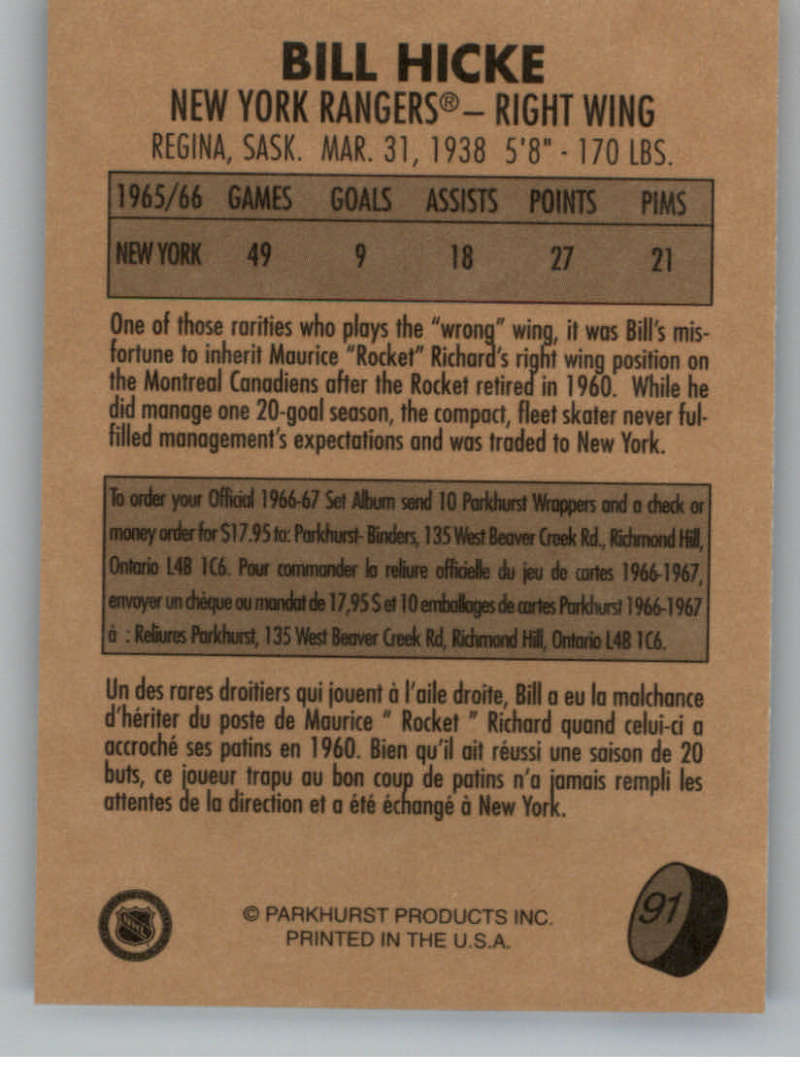 BILL HICKE
NEW YORK RANGERS® – RIGHT WING
REGINA, SASK. MAR. 31, 1938 5'8" - 170 LBS.
1965/66 GAMES GOALS ASSISTS POINTS PIMS
NEW YORK 49 9 18 27 21
One of those rarities who plays the "wrong" wing, it was Bill's mis-
fortune to inherit Maurice "Rocket" Richard's right wing position on
the Montreal Canadiens after the Rocket retired in 1960. While he
did manage one 20-goal season, the compact, fleet skater never ful-
filled management's expectations and was traded to New York.
To order your Official 1966-67 Set Album send 10 Parkhurst Wrappers and a check or
money order for $17.95 to: Parkhurst- Binders, 135 West Beaver Creek Rd., Richmond Hill,
Ontario L4B 1C6. Pour commander la reliure officielle du jeu de cartes 1966-1967,
envoyer un chèque ou mandat de 17,95 $ et 10 emballages de cartes Parkhurst 1966-1967
à : Reliures Parkhurst, 135 West Beaver Creek Rd, Richmond Hill, Ontario L4B 1C6.
Un des rares droitiers qui jouent à l'aile droite, Bill a eu la malchance
d'hériter du poste de Maurice " Rocket " Richard quand celui-ci a
accroché ses patins en 1960. Bien qu'il ait réussi une saison de 20
buts, ce joueur trapu au bon coup de patins n'a jamais rempli les
attentes de la direction et a été échangé à New York.
91
© PARKHURST PRODUCTS INC.
PRINTED IN THE U.S.A.